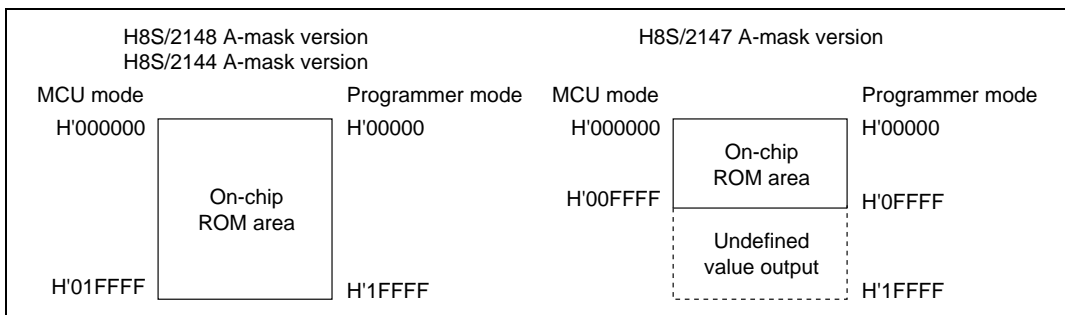 H8S/2148 A-mask version
H8S/2144 A-mask version
MCU mode
Programmer mode
H'000000
H'00000
On-chip
ROM area
H'01FFFF
H'1FFFF
H8S/2147 A-mask version
MCU mode
Programmer mode
H'000000
H'00000
On-chip
ROM area
H'00FFFF
H'0FFFF
Undefined
value output
H'1FFFF